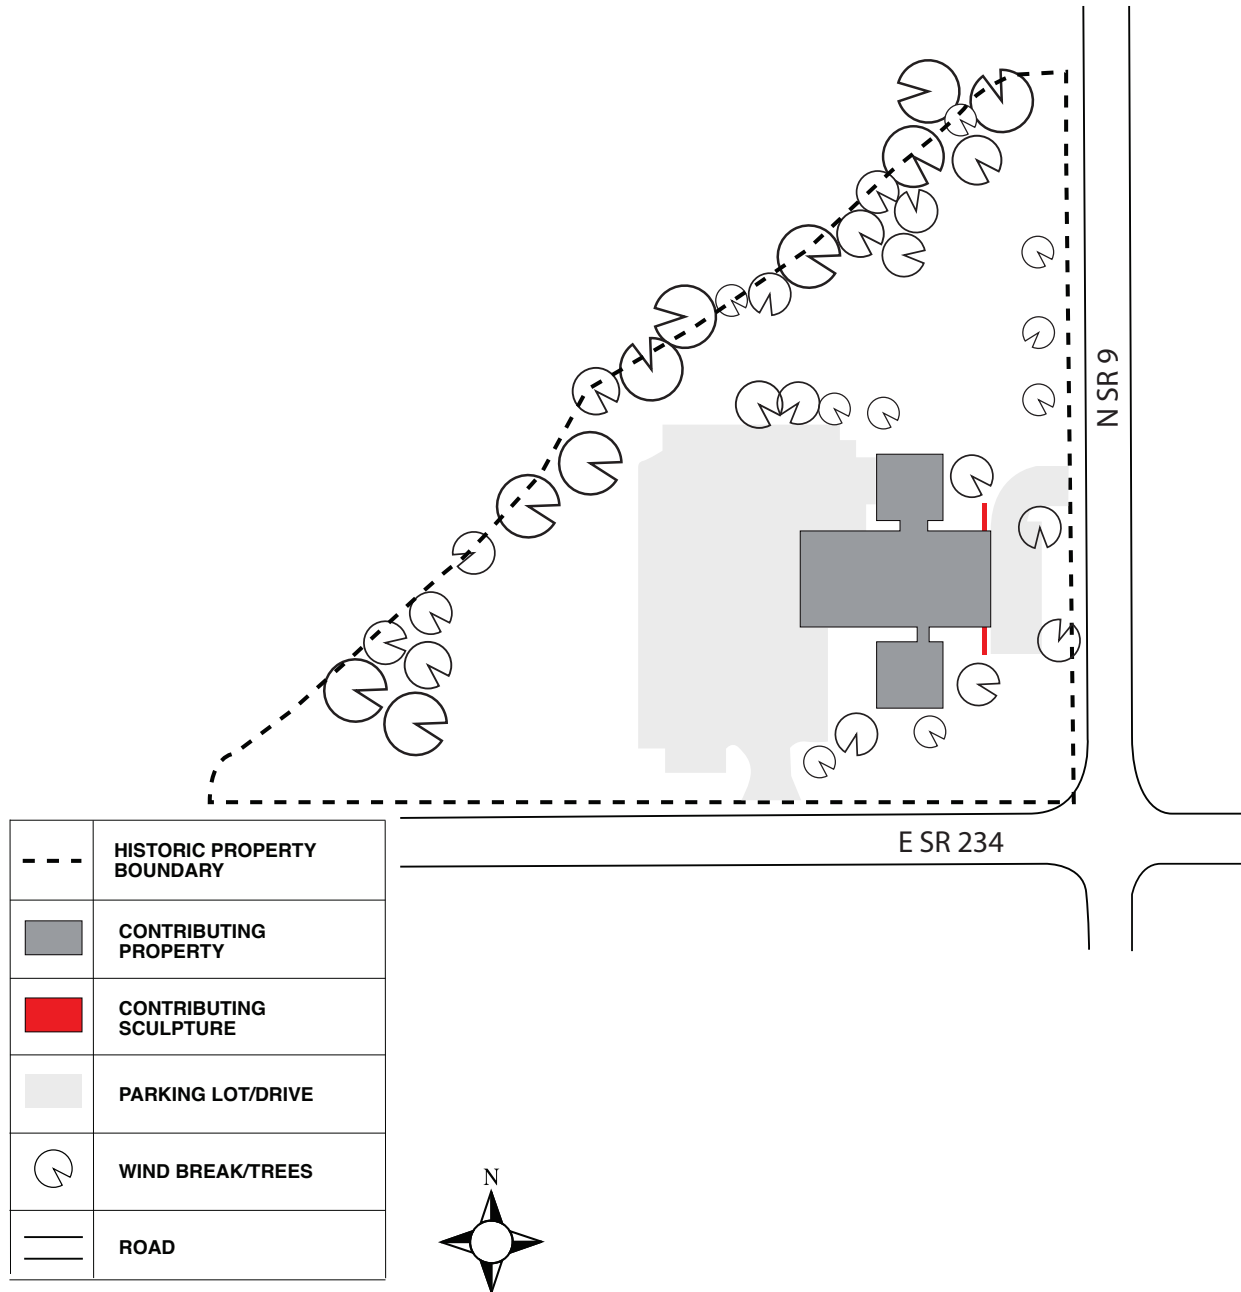 N SR 9
E SR 234
HISTORIC PROPERTY
BOUNDARY
CONTRIBUTING
PROPERTY
CONTRIBUTING
SCULPTURE
PARKING LOT/DRIVE
WIND BREAK/TREES
ROAD
N